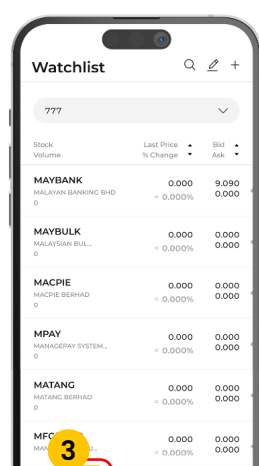 Watchlist
777
Stock Last Price Bid
Volume % Change Ask
MAYBANK 0.000 9.090
MALAYAN BANKING BHD = 0.000% 0.000
0
MAYBULK 0.000 0.000
MALAYSIAN BUL... = 0.000% 0.000
0
MACPIE 0.000 0.000
MACPIE BERHAD = 0.000% 0.000
0
MPAY 0.000 0.000
MANAGEPAY SYSTEM... = 0.000% 0.000
0
MATANG 0.000 0.000
MATANG BERHAD = 0.000% 0.000
0
0.000 0.000
= 0.000% 0.000
3